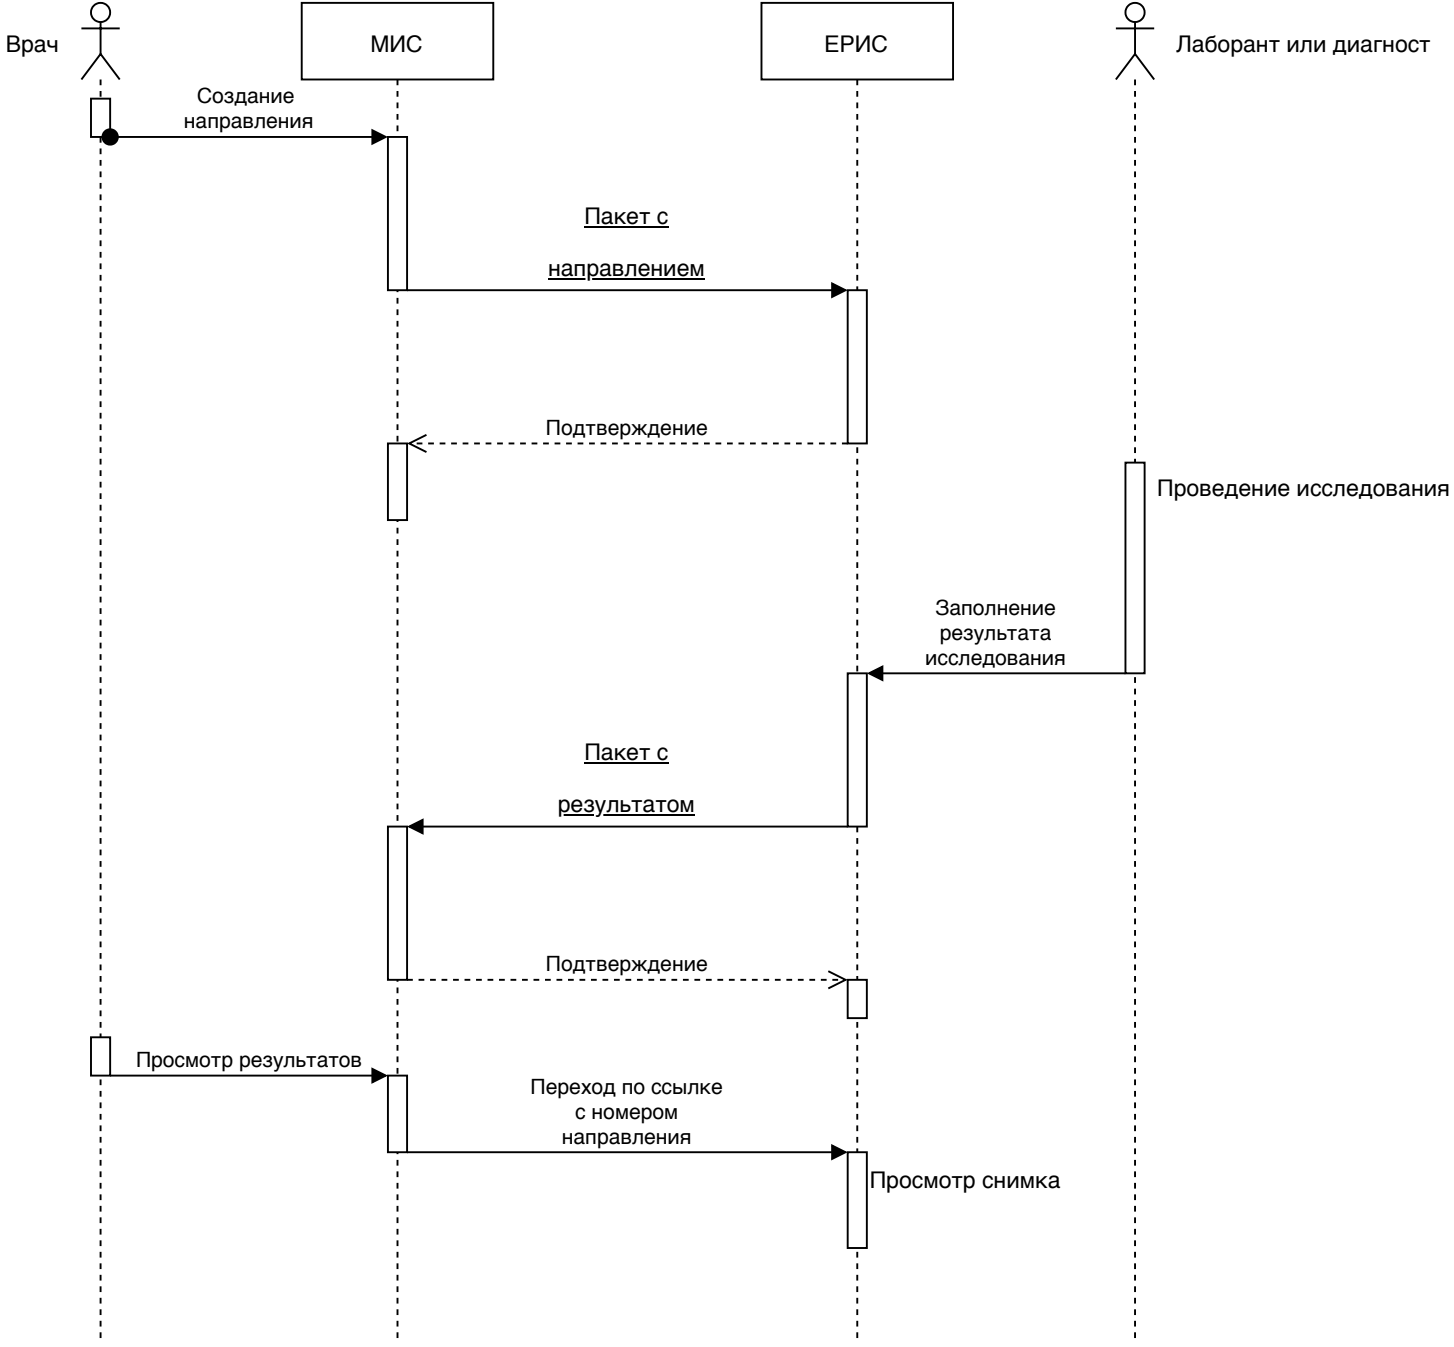 Врач
МИС
ЕРИС
Лаборант или диагност
Создание
направления
Пакет с
направлением
Подтверждение
Проведение исследования
Заполнение
результата
исследования
Пакет с
результатом
Подтверждение
Просмотр результатов
Переход по ссылке
с номером
направления
Просмотр снимка